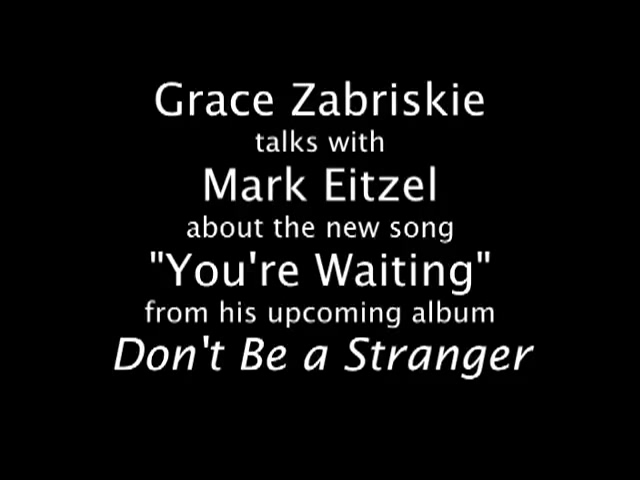 Grace Zabriskie
talks with
Mark Eitzel
about the new song
"You're Waiting"
from his upcoming album
Don't Be a Stranger